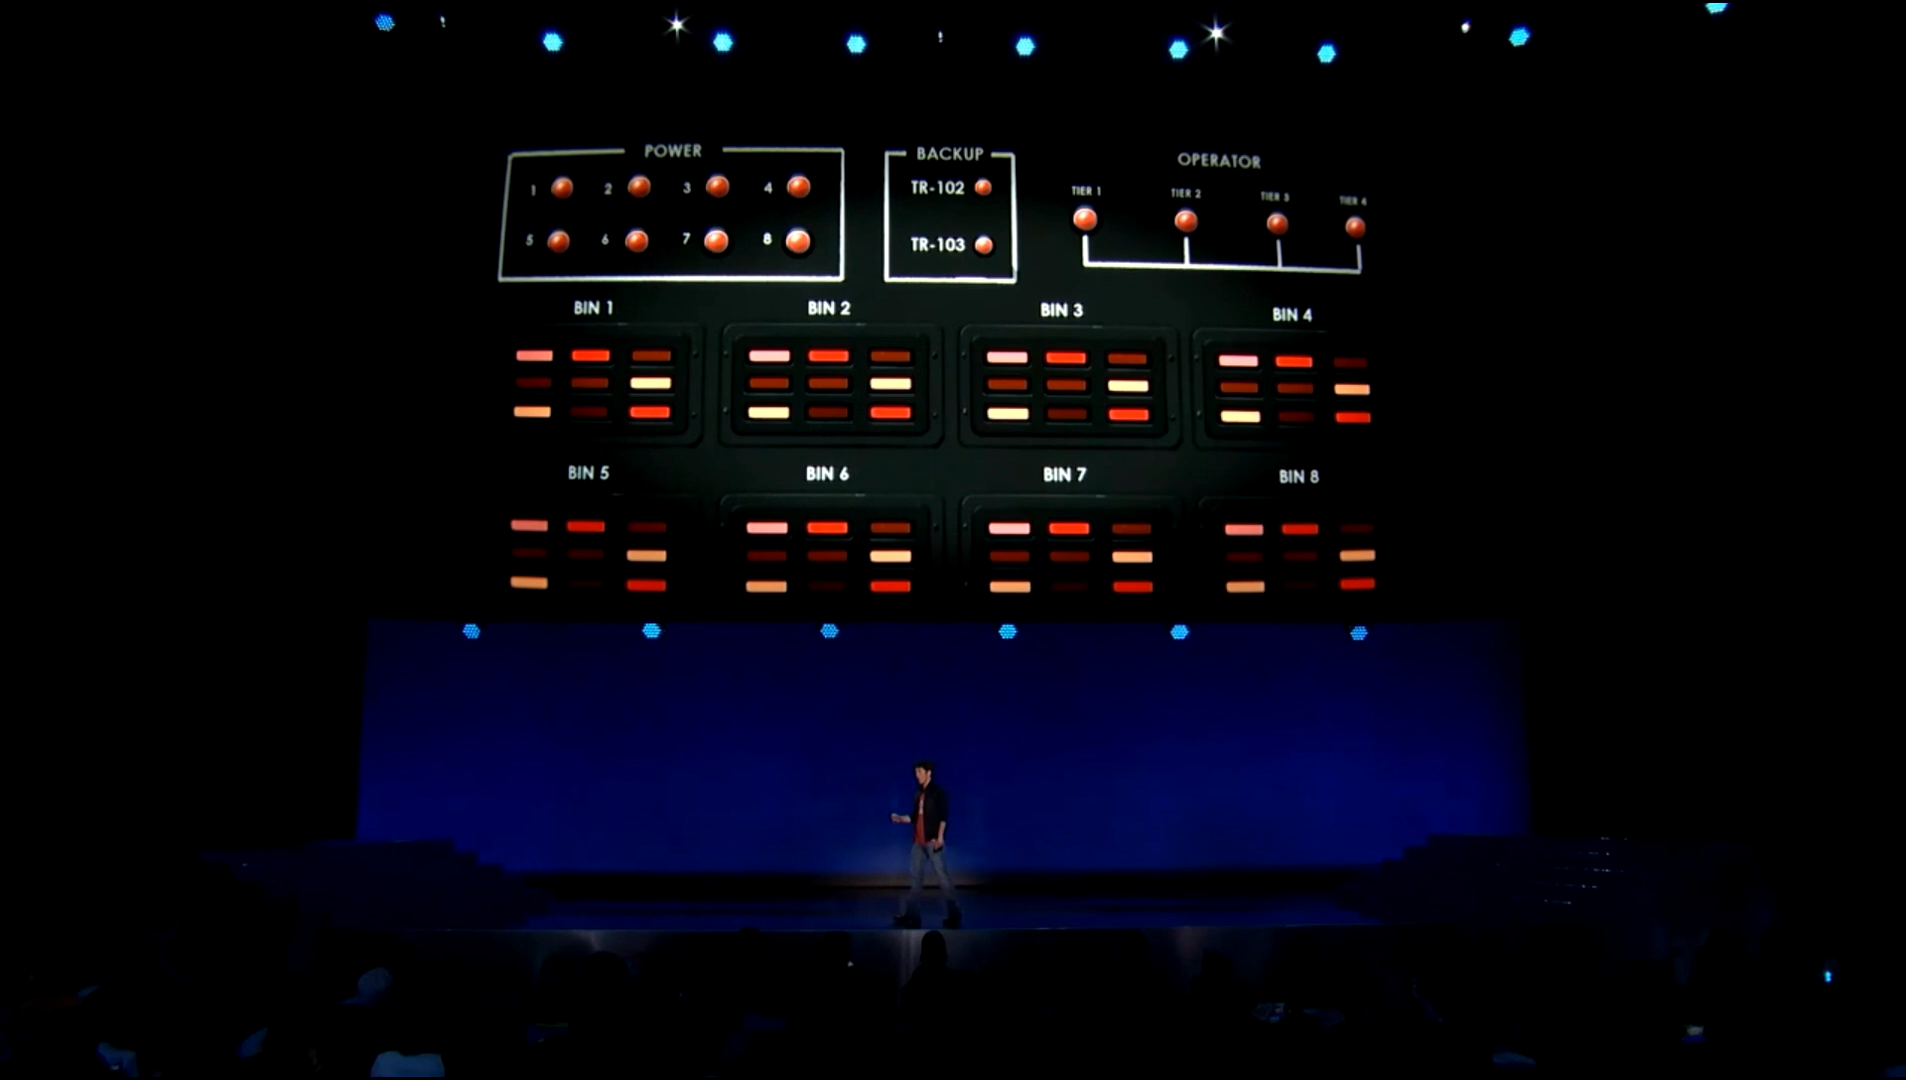 POWER
1 2 3 4
5 6 7 8
BACKUP
TR-102
TR-103
OPERATOR
TIER 1 TIER 2 TIER 3 TIER 4
BIN 1 BIN 2 BIN 3 BIN 4
BIN 5 BIN 6 BIN 7 BIN 8